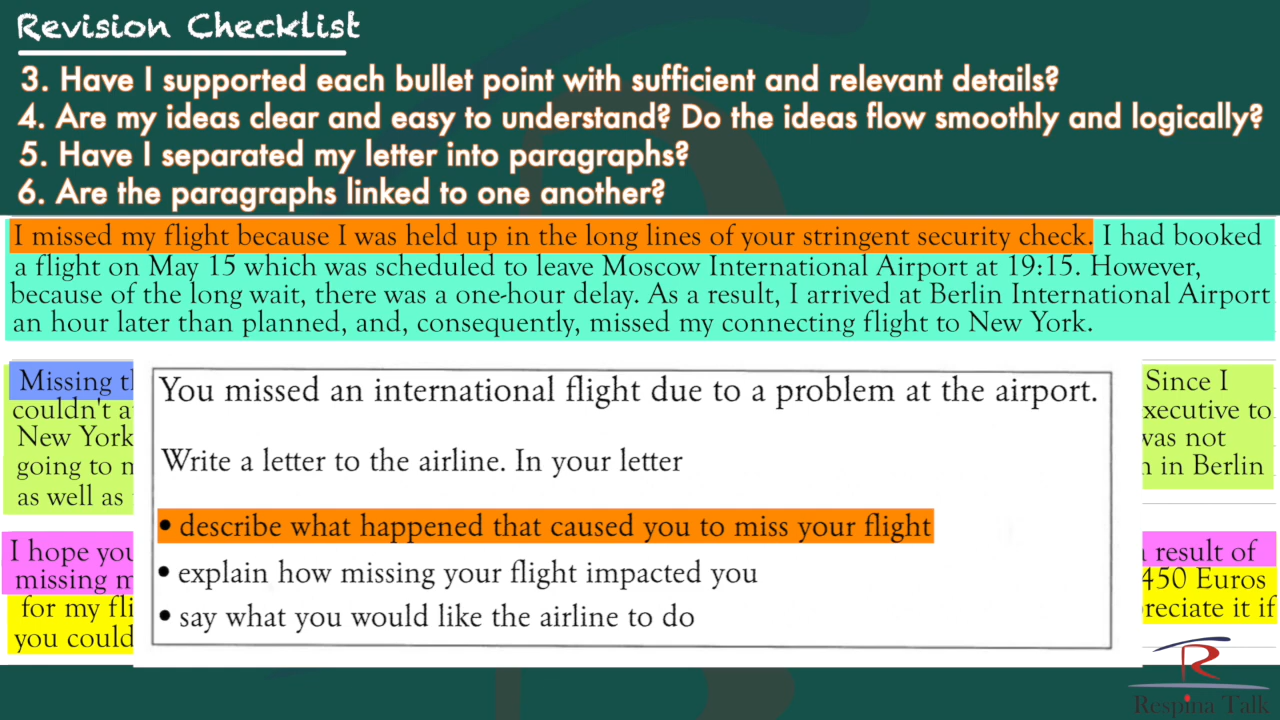 Revision Checklist
3. Have I supported each bullet point with sufficient and relevant details?
4. Are my ideas clear and easy to understand? Do the ideas flow smoothly and logically?
5. Have I separated my letter into paragraphs?
6. Are the paragraphs linked to one another?
I missed my flight because I was held up in the long lines of your stringent security check. I had booked
a flight on May 15 which was scheduled to leave Moscow International Airport at 19:15. However,
because of the long wait, there was a one-hour delay. As a result, I arrived at Berlin International Airport
an hour later than planned, and, consequently, missed my connecting flight to New York.
Missing Since I
couldn't to
New York was not
going to in Berlin
as well as
I hope result of
missing 450 Euros
for my if
you could
You missed an international flight due to a problem at the airport.
Write a letter to the airline. In your letter
• describe what happened that caused you to miss your flight
• explain how missing your flight impacted you
• say what you would like the airline to do
Respina Talk